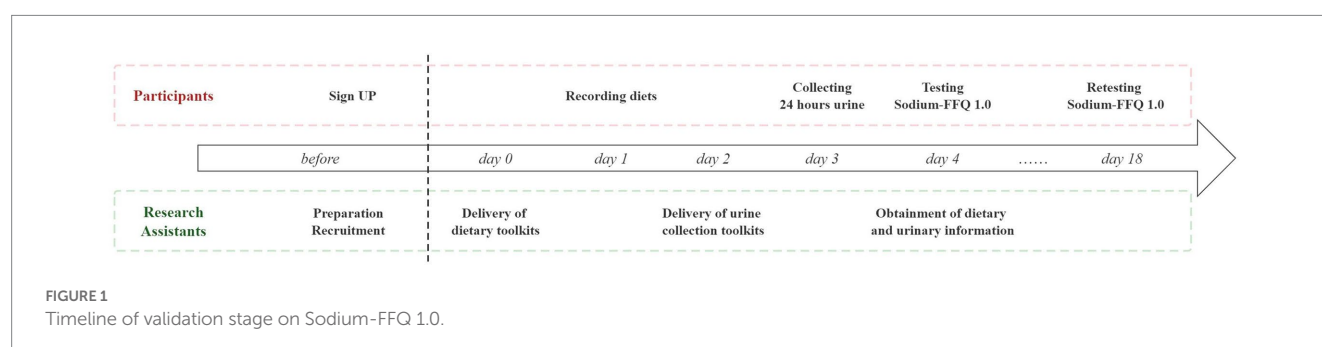 Participants
Sign UP
Recording diets
Collecting
24 hours urine
Testing
Sodium-FFQ 1.0
Retesting
Sodium-FFQ 1.0
before
day 0
day 1
day 2
day 3
day 4
......
day 18
Research
Assistants
Preparation
Recruitment
Delivery of
dietary toolkits
Delivery of urine
collection toolkits
Obtainment of dietary
and urinary information
FIGURE 1
Timeline of validation stage on Sodium-FFQ 1.0.